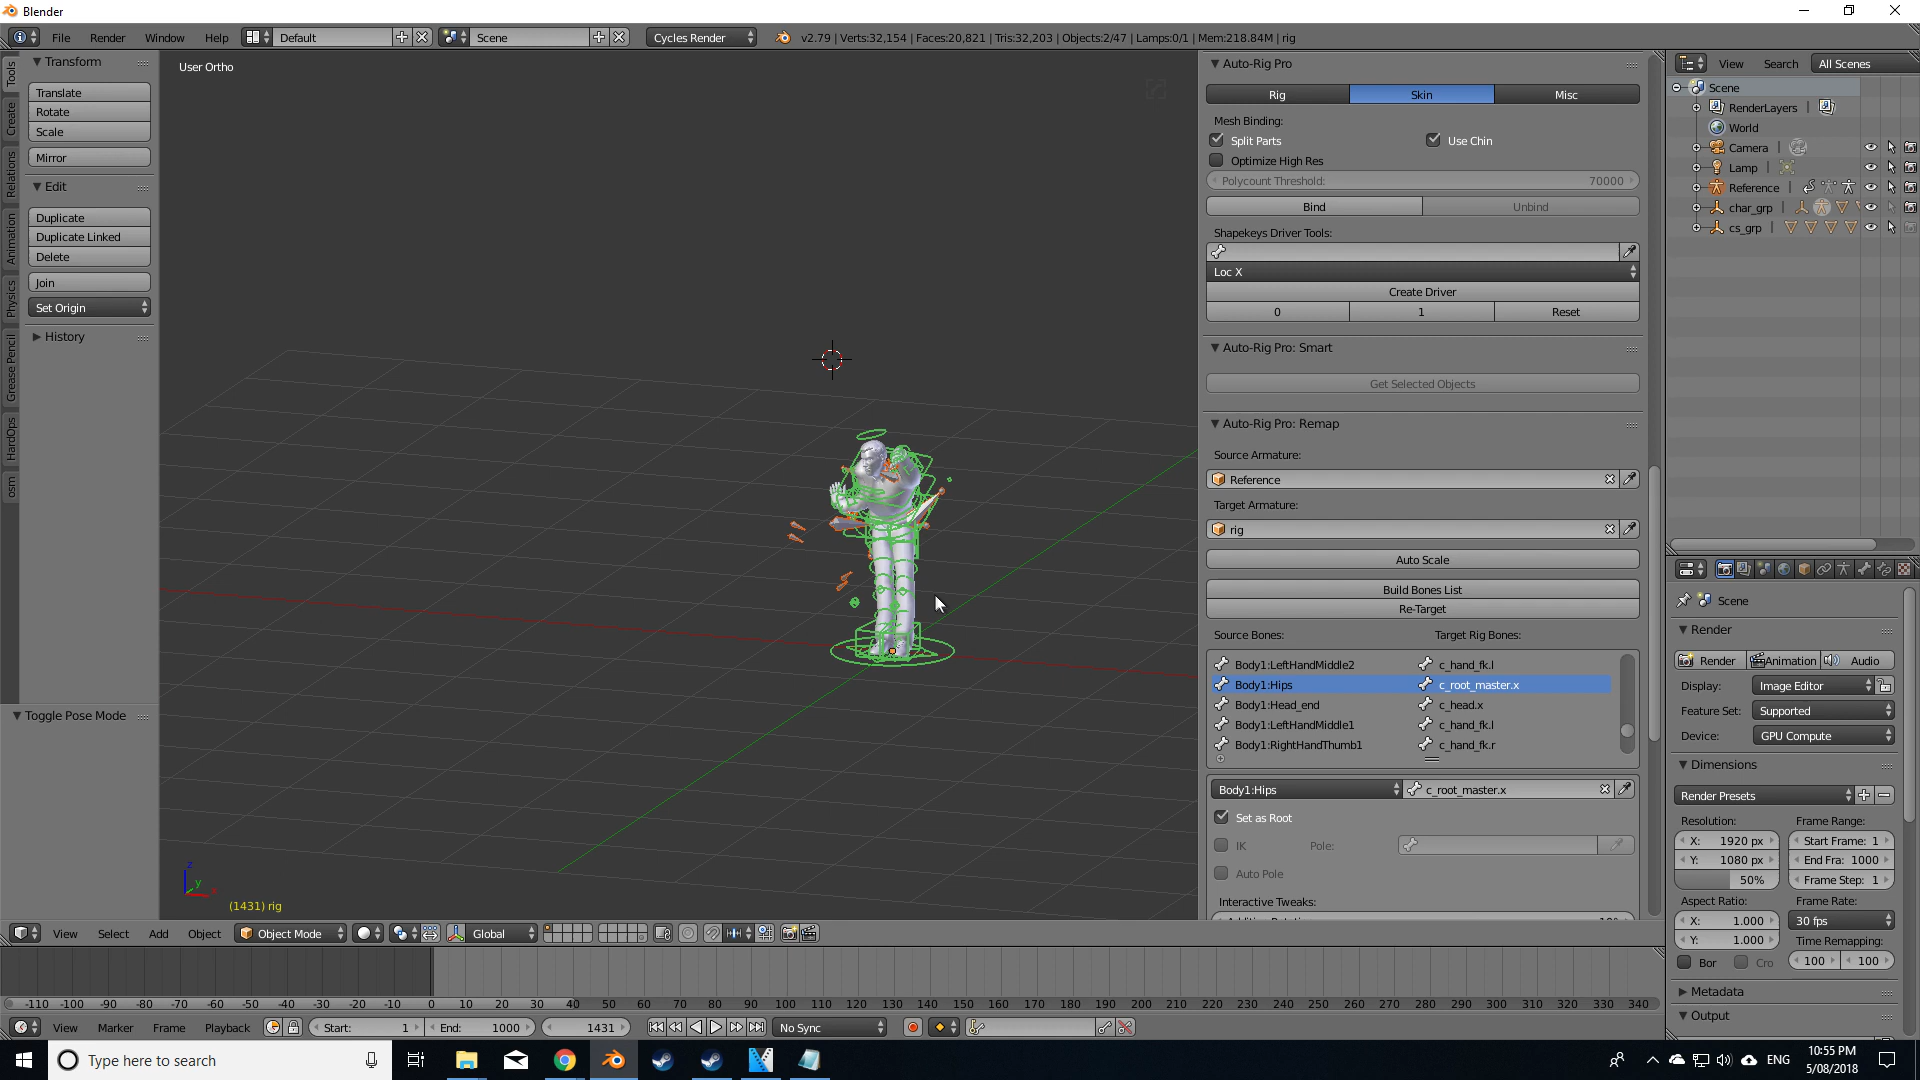 Blender
File Render Window Help Default Scene Cycles Render v2.79 | Verts:32,154 | Faces:20,821 | Tris:32,203 | Objects:2/47 | Lamps:0/1 | Mem:218.84M | rig
Tools
Create
Relations
Animation
Physics
Grease Pencil
HardOps
osm
Transform
Translate
Rotate
Scale
Mirror
Edit
Duplicate
Duplicate Linked
Delete
Join
Set Origin
History
Toggle Pose Mode
User Ortho
z
y
(1431) rig
Auto-Rig Pro
Rig Skin Misc
Mesh Binding:
Split Parts Use Chin
Optimize High Res
Polycount Threshold: 70000
Bind Unbind
Shapekeys Driver Tools:
Loc X
Create Driver
0 1 Reset
Auto-Rig Pro: Smart
Get Selected Objects
Auto-Rig Pro: Remap
Source Armature:
Reference
Target Armature:
rig
Auto Scale
Build Bones List
Re-Target
Source Bones: Target Rig Bones:
Body1:LeftHandMiddle2 c_hand_fk.l
Body1:Hips c_root_master.x
Body1:Head_end c_head.x
Body1:LeftHandMiddle1 c_hand_fk.l
Body1:RightHandThumb1 c_hand_fk.r
Body1:Hips c_root_master.x
Set as Root
IK Pole:
Auto Pole
Interactive Tweaks:
View Search All Scenes
Scene
RenderLayers
World
Camera
Lamp
Reference
char_grp
cs_grp
Scene
Render
Render Animation Audio
Display: Image Editor
Feature Set: Supported
Device: GPU Compute
Dimensions
Render Presets
Resolution: Frame Range:
X: 1920 px Start Frame: 1
Y: 1080 px End Fra: 1000
50% Frame Step: 1
Aspect Ratio: Frame Rate:
X: 1.000 30 fps
Y: 1.000 Time Remapping:
Bor Cro 100 100
Metadata
Output
View Select Add Object Object Mode Global
-110 -100 -90 -80 -70 -60 -50 -40 -30 -20 -10 0 10 20 30 40 50 60 70 80 90 100 110 120 130 140 150 160 170 180 190 200 210 220 230 240 250 260 270 280 290 300 310 320 330 340
View Marker Frame Playback Start: 1 End: 1000 1431 No Sync
Type here to search
ENG
10:55 PM
5/08/2018